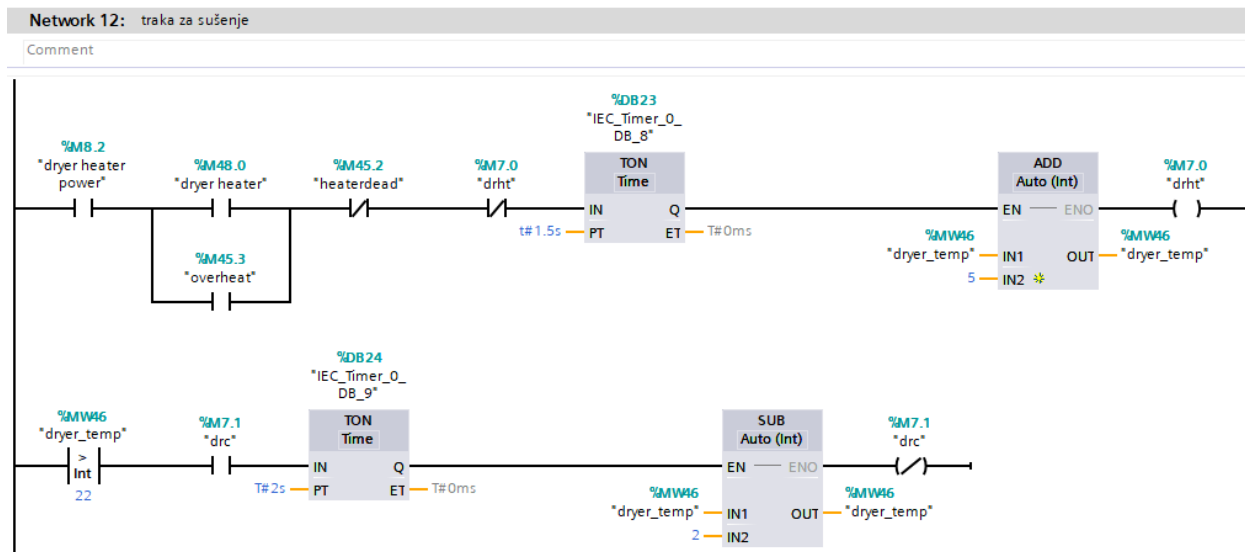 Network 12: traka za sušenje
Comment
%DB23
"IEC_Timer_0_
DB_8"
%M8.2
"dryer heater
power"
%M48.0
"dryer heater"
%M45.2
"heaterdead"
%M7.0
"drht"
TON
Time
ADD
Auto (Int)
%M7.0
"drht"
IN Q
t#1.5s PT ET T#0ms
EN ENO
%MW46
"dryer_temp" IN1 OUT
%MW46
"dryer_temp"
5 IN2
%M45.3
"overheat"
%DB24
"IEC_Timer_0_
DB_9"
%MW46
"dryer_temp"
>
Int
22
%M7.1
"drc"
TON
Time
SUB
Auto (Int)
%M7.1
"drc"
IN Q
T#2s PT ET T#0ms
EN ENO
%MW46
"dryer_temp" IN1 OUT
%MW46
"dryer_temp"
2 IN2